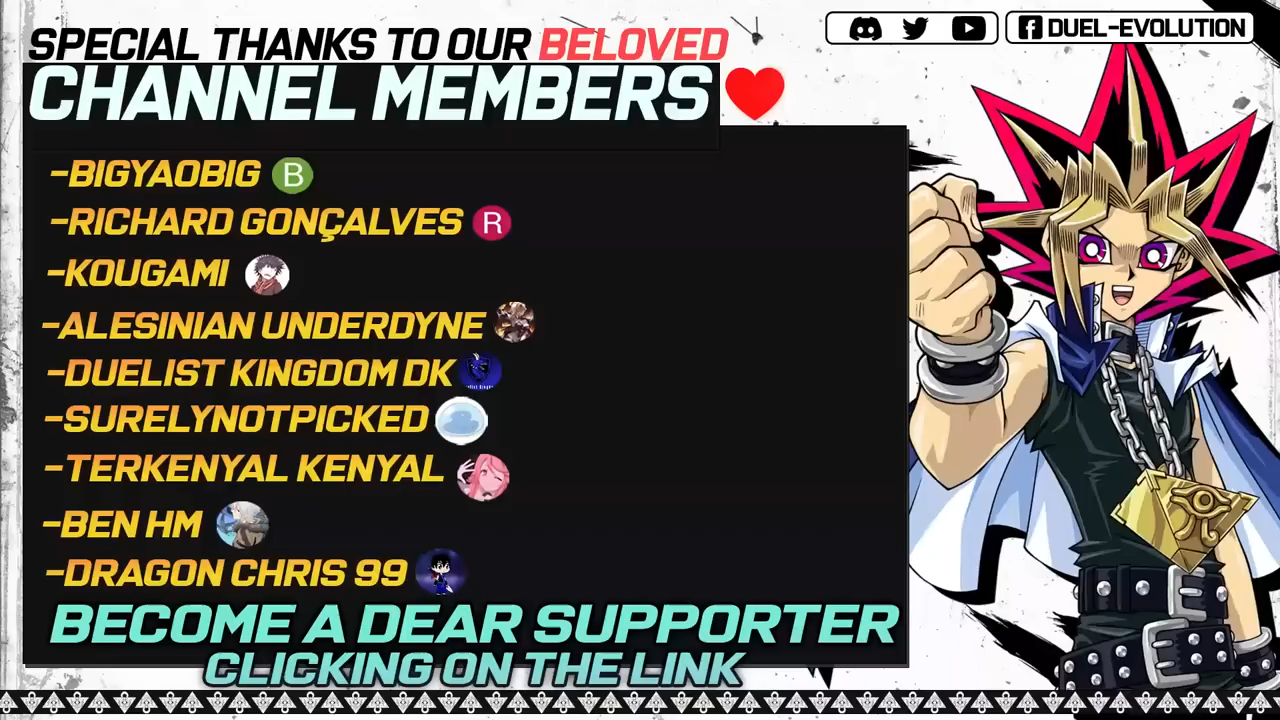 SPECIAL THANKS TO OUR BELOVED
DUEL-EVOLUTION
CHANNEL MEMBERS
-BIGYAOBIG B
-RICHARD GONÇALVES R
-KOUGAMI
-ALESINIAN UNDERDYNE
-DUELIST KINGDOM DK
-SURELYNOTPICKED
-TERKENYAL KENYAL
-BEN HM
-DRAGON CHRIS 99
BECOME A DEAR SUPPORTER
CLICKING ON THE LINK